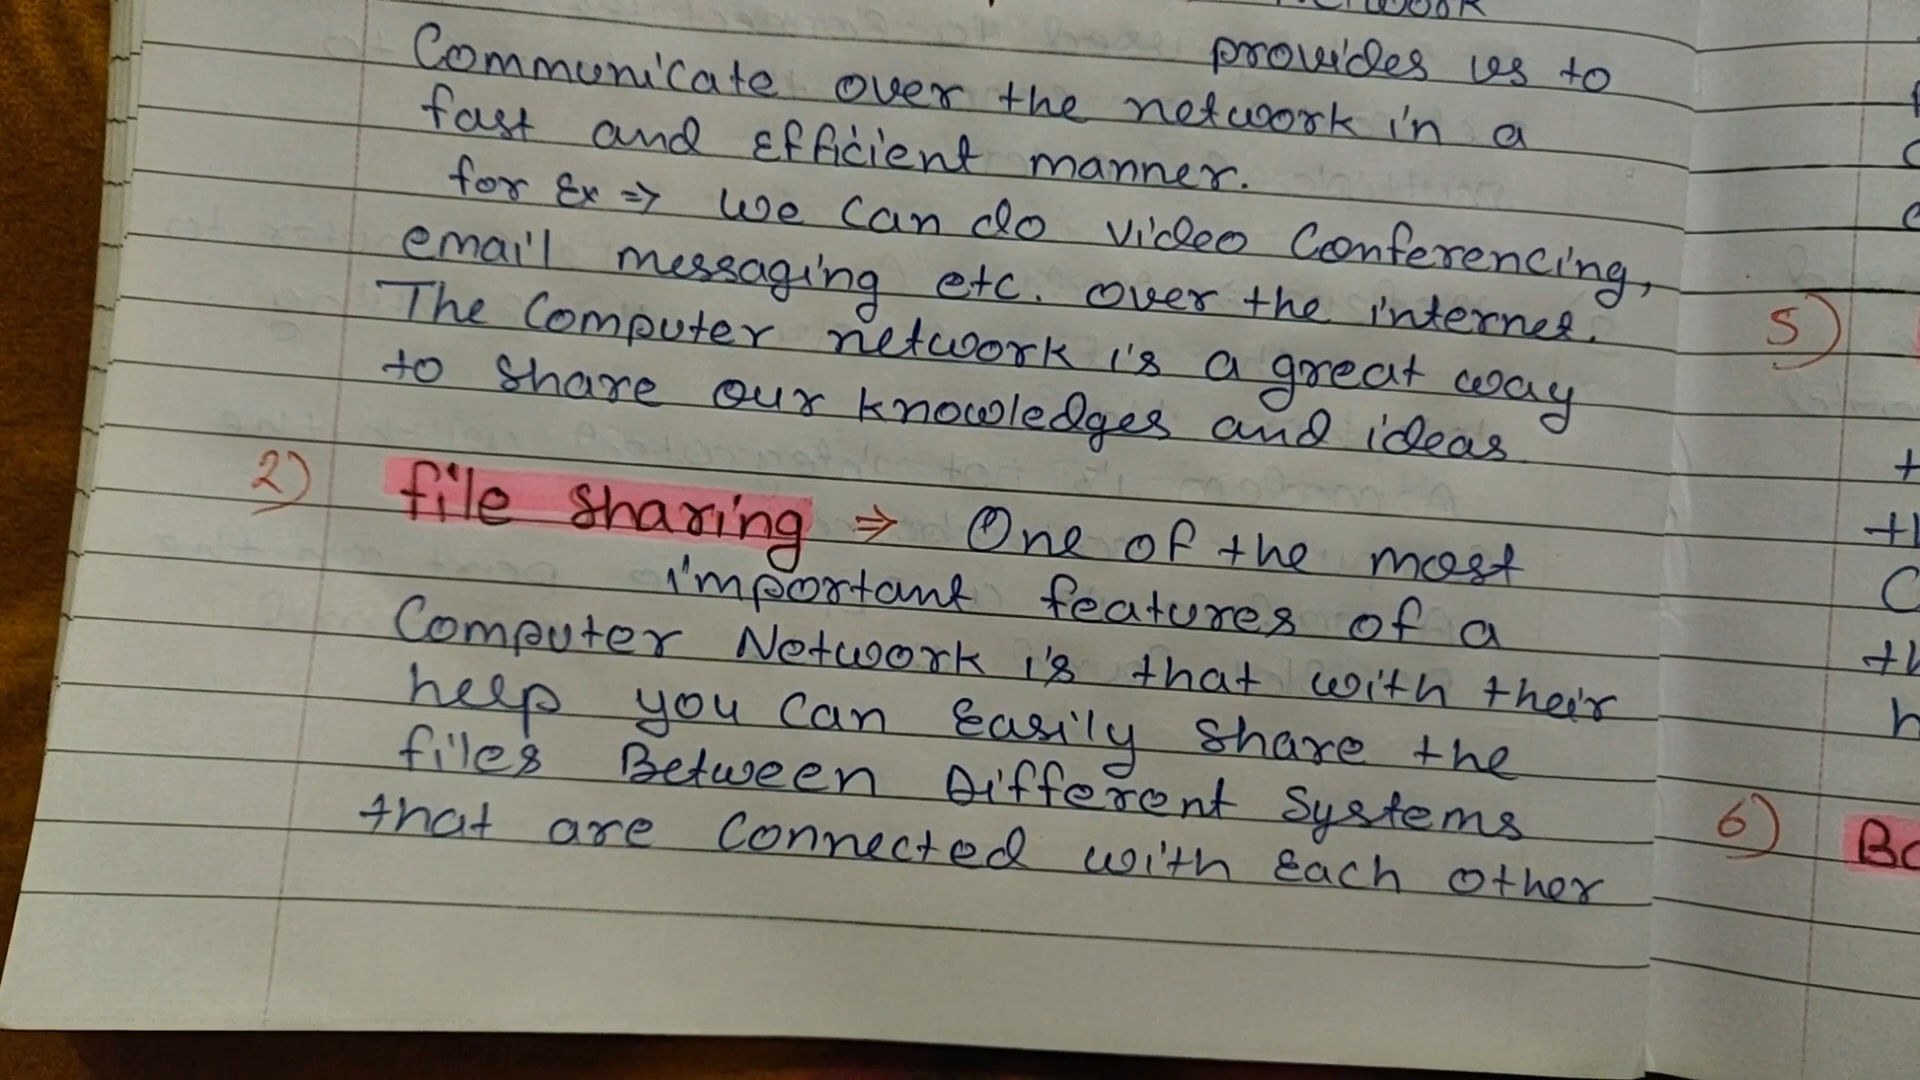 provides us to
Communicate over the network in a
fast and Efficient manner.
for Ex ⇒ we can do video Conferencing,
email messaging etc. over the internet.
The Computer network is a great way
to share our knowledges and ideas
2) file sharing ⇒ One of the most
important features of a
Computer Network is that with their
help you can Easily share the
files Between Different Systems
that are connected with Each other
5)
6)